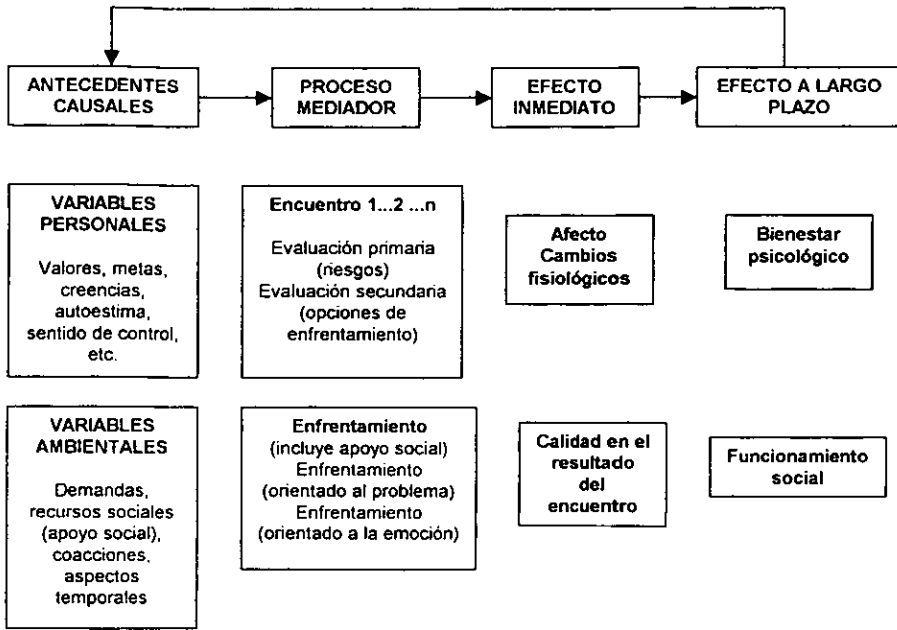 ANTECEDENTES
CAUSALES
PROCESO
MEDIADOR
EFECTO
INMEDIATO
EFECTO A LARGO
PLAZO
VARIABLES
PERSONALES
Valores, metas,
creencias,
autoestima,
sentido de control,
etc.
Encuentro 1...2 ...n
Evaluación primaria
(riesgos)
Evaluación secundaria
(opciones de
enfrentamiento)
Afecto
Cambios
fisiológicos
Bienestar
psicológico
VARIABLES
AMBIENTALES
Demandas,
recursos sociales
(apoyo social),
coacciones,
aspectos
temporales
Enfrentamiento
(incluye apoyo social)
Enfrentamiento
(orientado al problema)
Enfrentamiento
(orientado a la emoción)
Calidad en el
resultado
del
encuentro
Funcionamiento
social